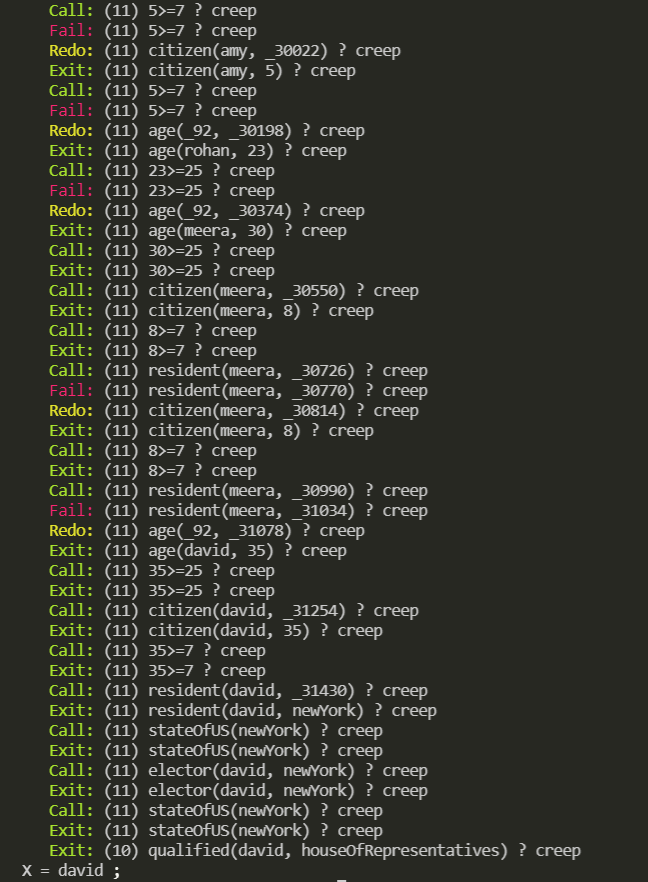 Call: (11) 5>=7 ? creep
Fail: (11) 5>=7 ? creep
Redo: (11) citizen(amy, _30022) ? creep
Exit: (11) citizen(amy, 5) ? creep
Call: (11) 5>=7 ? creep
Fail: (11) 5>=7 ? creep
Redo: (11) age(_92, _30198) ? creep
Exit: (11) age(rohan, 23) ? creep
Call: (11) 23>=25 ? creep
Fail: (11) 23>=25 ? creep
Redo: (11) age(_92, _30374) ? creep
Exit: (11) age(meera, 30) ? creep
Call: (11) 30>=25 ? creep
Exit: (11) 30>=25 ? creep
Call: (11) citizen(meera, _30550) ? creep
Exit: (11) citizen(meera, 8) ? creep
Call: (11) 8>=7 ? creep
Exit: (11) 8>=7 ? creep
Call: (11) resident(meera, _30726) ? creep
Fail: (11) resident(meera, _30770) ? creep
Redo: (11) citizen(meera, _30814) ? creep
Exit: (11) citizen(meera, 8) ? creep
Call: (11) 8>=7 ? creep
Exit: (11) 8>=7 ? creep
Call: (11) resident(meera, _30990) ? creep
Fail: (11) resident(meera, _31034) ? creep
Redo: (11) age(_92, _31078) ? creep
Exit: (11) age(david, 35) ? creep
Call: (11) 35>=25 ? creep
Exit: (11) 35>=25 ? creep
Call: (11) citizen(david, _31254) ? creep
Exit: (11) citizen(david, 35) ? creep
Call: (11) 35>=7 ? creep
Exit: (11) 35>=7 ? creep
Call: (11) resident(david, _31430) ? creep
Exit: (11) resident(david, newYork) ? creep
Call: (11) stateOfUS(newYork) ? creep
Exit: (11) stateOfUS(newYork) ? creep
Call: (11) elector(david, newYork) ? creep
Exit: (11) elector(david, newYork) ? creep
Call: (11) stateOfUS(newYork) ? creep
Exit: (11) stateOfUS(newYork) ? creep
Exit: (10) qualified(david, houseOfRepresentatives) ? creep
X = david ;